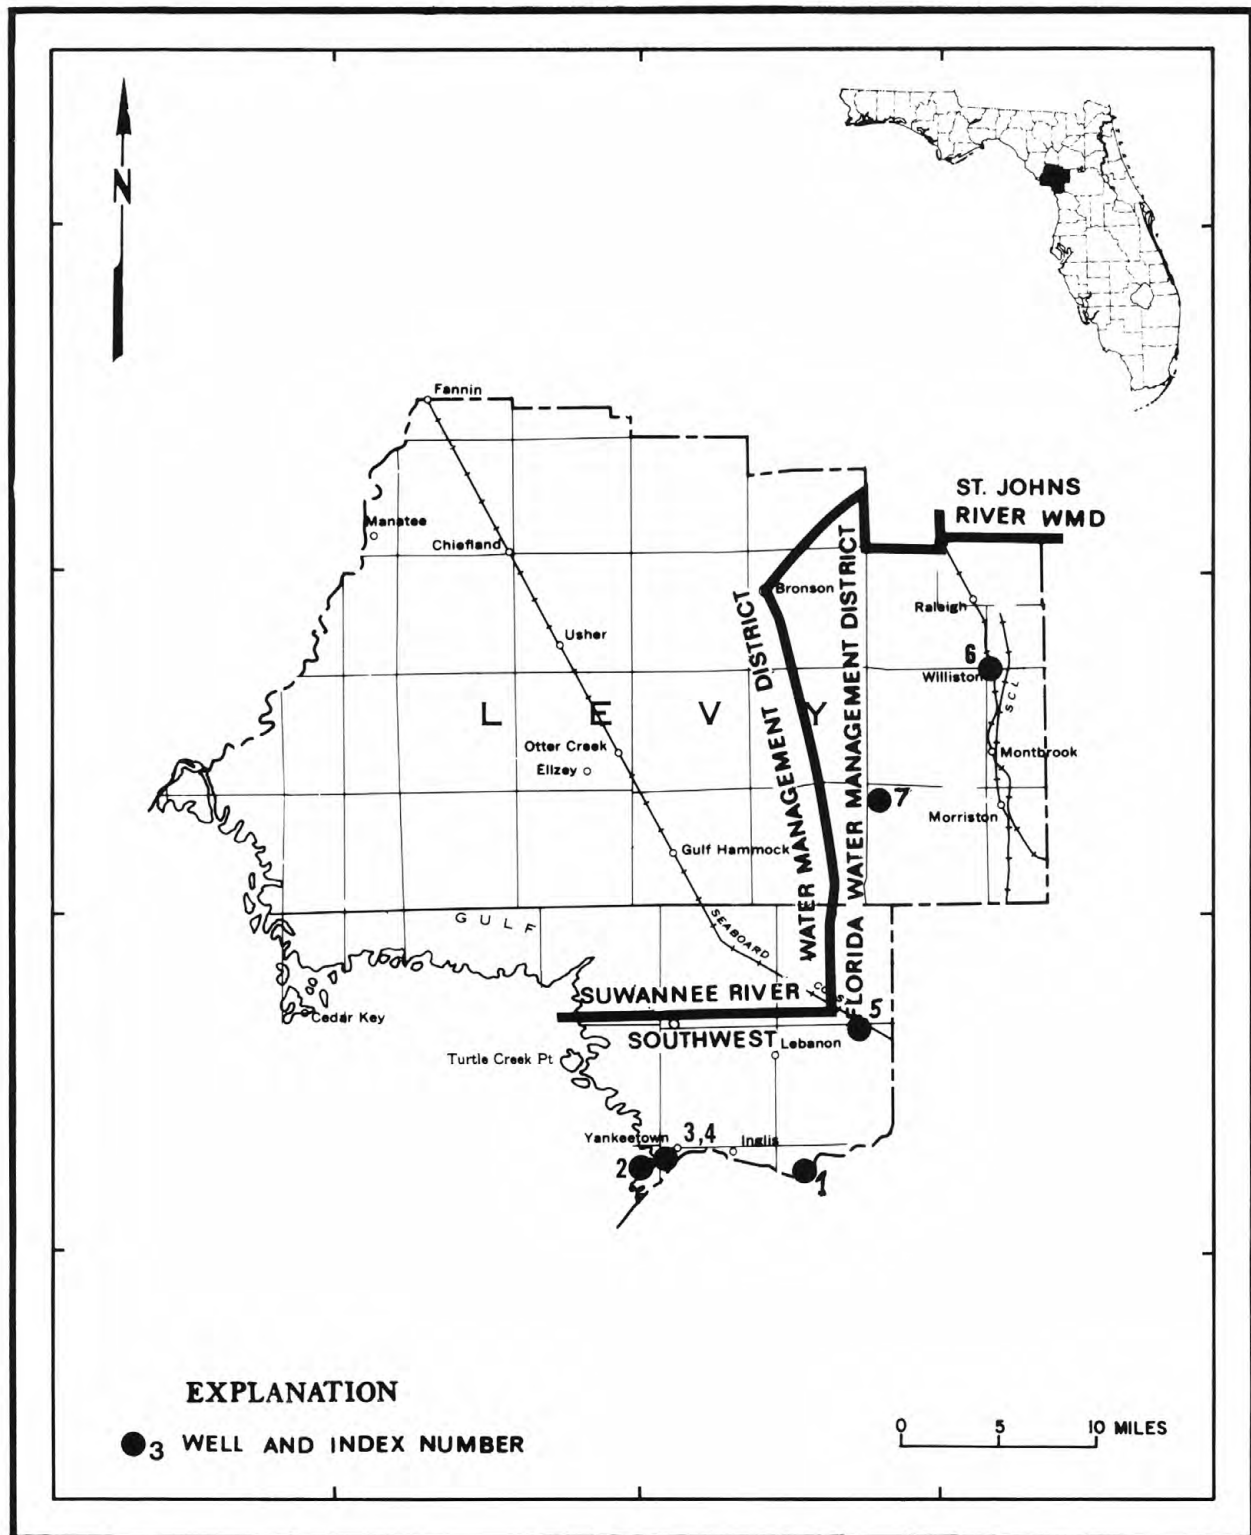 N
Fannin
ST. JOHNS
RIVER WMD
Manatee
Chiefland
Bronson
Raleigh
Usher
6
Williston
SCL
L E V Y
Otter Creek
Ellzey
Montbrook
7
Morriston
Gulf Hammock
WATER MANAGEMENT DISTRICT
FLORIDA WATER MANAGEMENT DISTRICT
GULF
SEABOARD
SUWANNEE RIVER
5
Cedar Key
SOUTHWEST
Lebanon
Turtle Creek Pt
Yankeetown
3,4
Inglis
2
1
EXPLANATION
3 WELL AND INDEX NUMBER
0 5 10 MILES